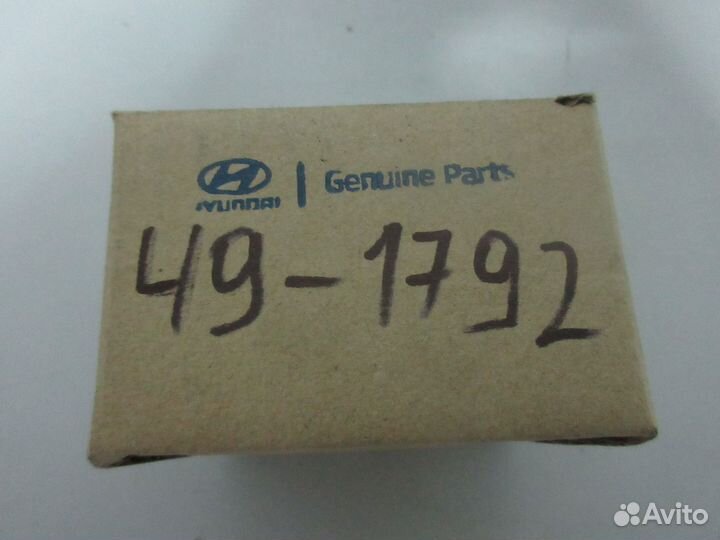 HYUNDAI | Genuine Parts
49-1792
Avito